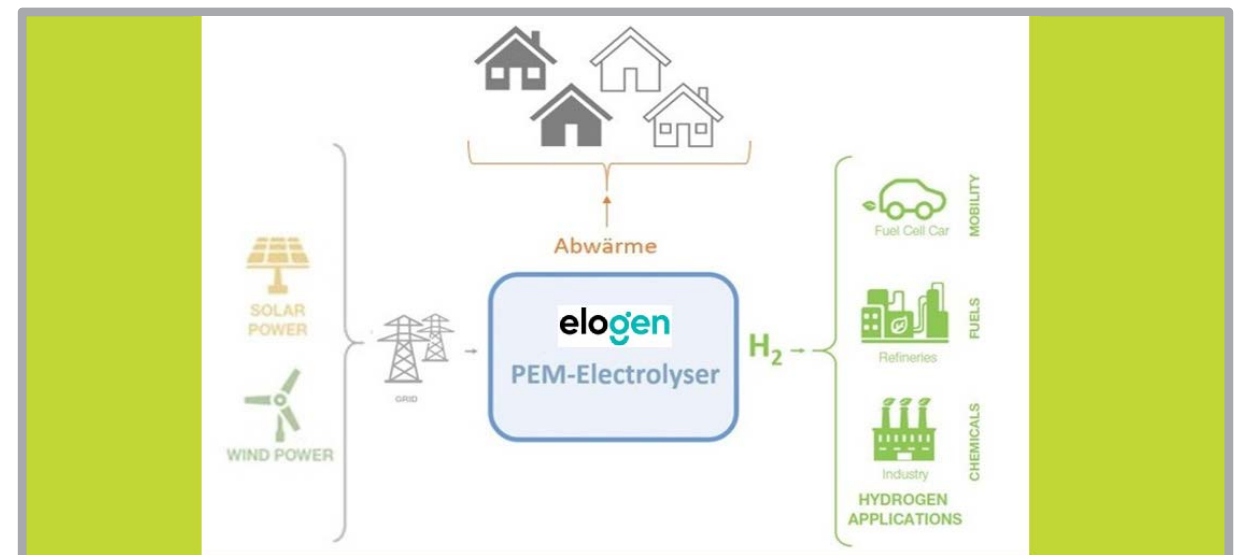 Abwärme
SOLAR
POWER
WIND POWER
GRID
elogen
PEM-Electrolyser
H₂
Fuel Cell Car
MOBILITY
Refineries
FUELS
Industry
CHEMICALS
HYDROGEN
APPLICATIONS